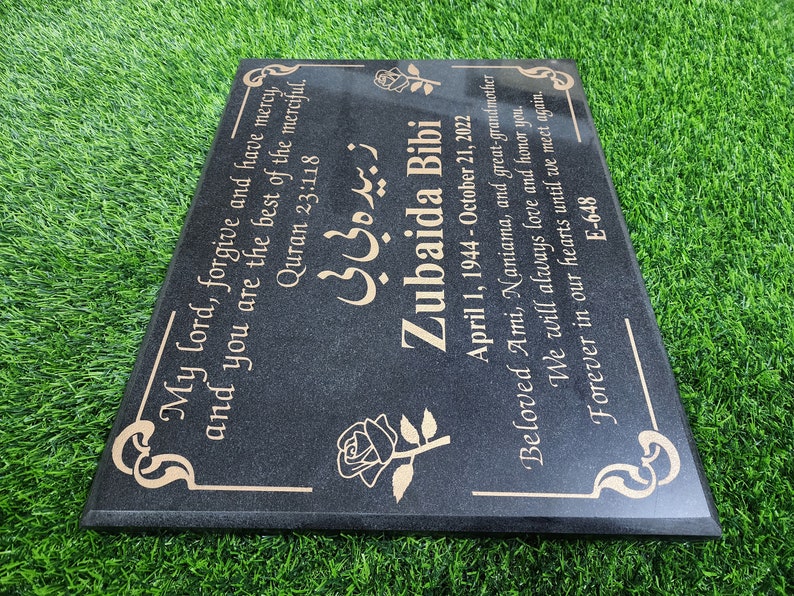 My lord, forgive and have mercy,
and you are the best of the merciful.
Quran 23:118
زبیدہ بی بی
Zubaida Bibi
April 1, 1944 - October 21, 2022
Beloved Ami, Naniama, and great-grandmother
We will always love and honor you.
Forever in our hearts until we meet again.
E-648